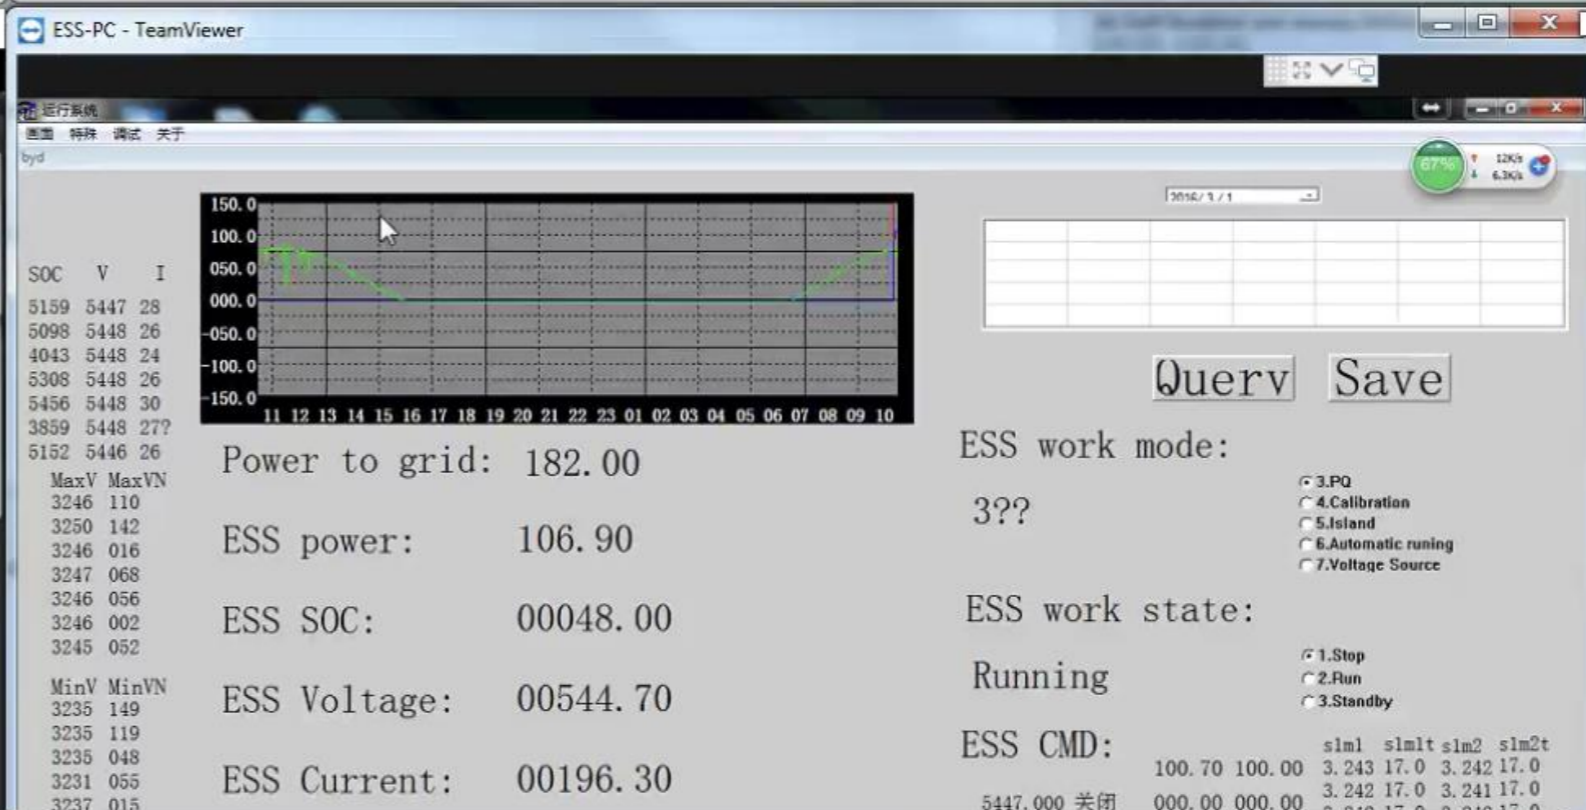 ESS-PC - TeamViewer
运行系统
画面 特殊 调试 关于
byd
67%
12K/s
6.3K/s
2016/ 3 / 1
150.0
100.0
050.0
000.0
-050.0
-100.0
-150.0
11 12 13 14 15 16 17 18 19 20 21 22 23 01 02 03 04 05 06 07 08 09 10
SOC V I
5159 5447 28
5098 5448 26
4043 5448 24
5308 5448 26
5456 5448 30
3859 5448 27?
5152 5446 26
MaxV MaxVN
3246 110
3250 142
3246 016
3247 068
3246 056
3246 002
3245 052
MinV MinVN
3235 149
3235 119
3235 048
3231 055
3237 015
Power to grid: 182.00
ESS power: 106.90
ESS SOC: 00048.00
ESS Voltage: 00544.70
ESS Current: 00196.30
Query Save
ESS work mode:
3??
3.PQ
4.Calibration
5.Island
6.Automatic runing
7.Voltage Source
ESS work state:
Running
1.Stop
2.Run
3.Standby
ESS CMD:
slm1 slm1t slm2 slm2t
100.70 100.00 3.243 17.0 3.242 17.0
3.242 17.0 3.241 17.0
5447.000 关闭 000.00 000.00